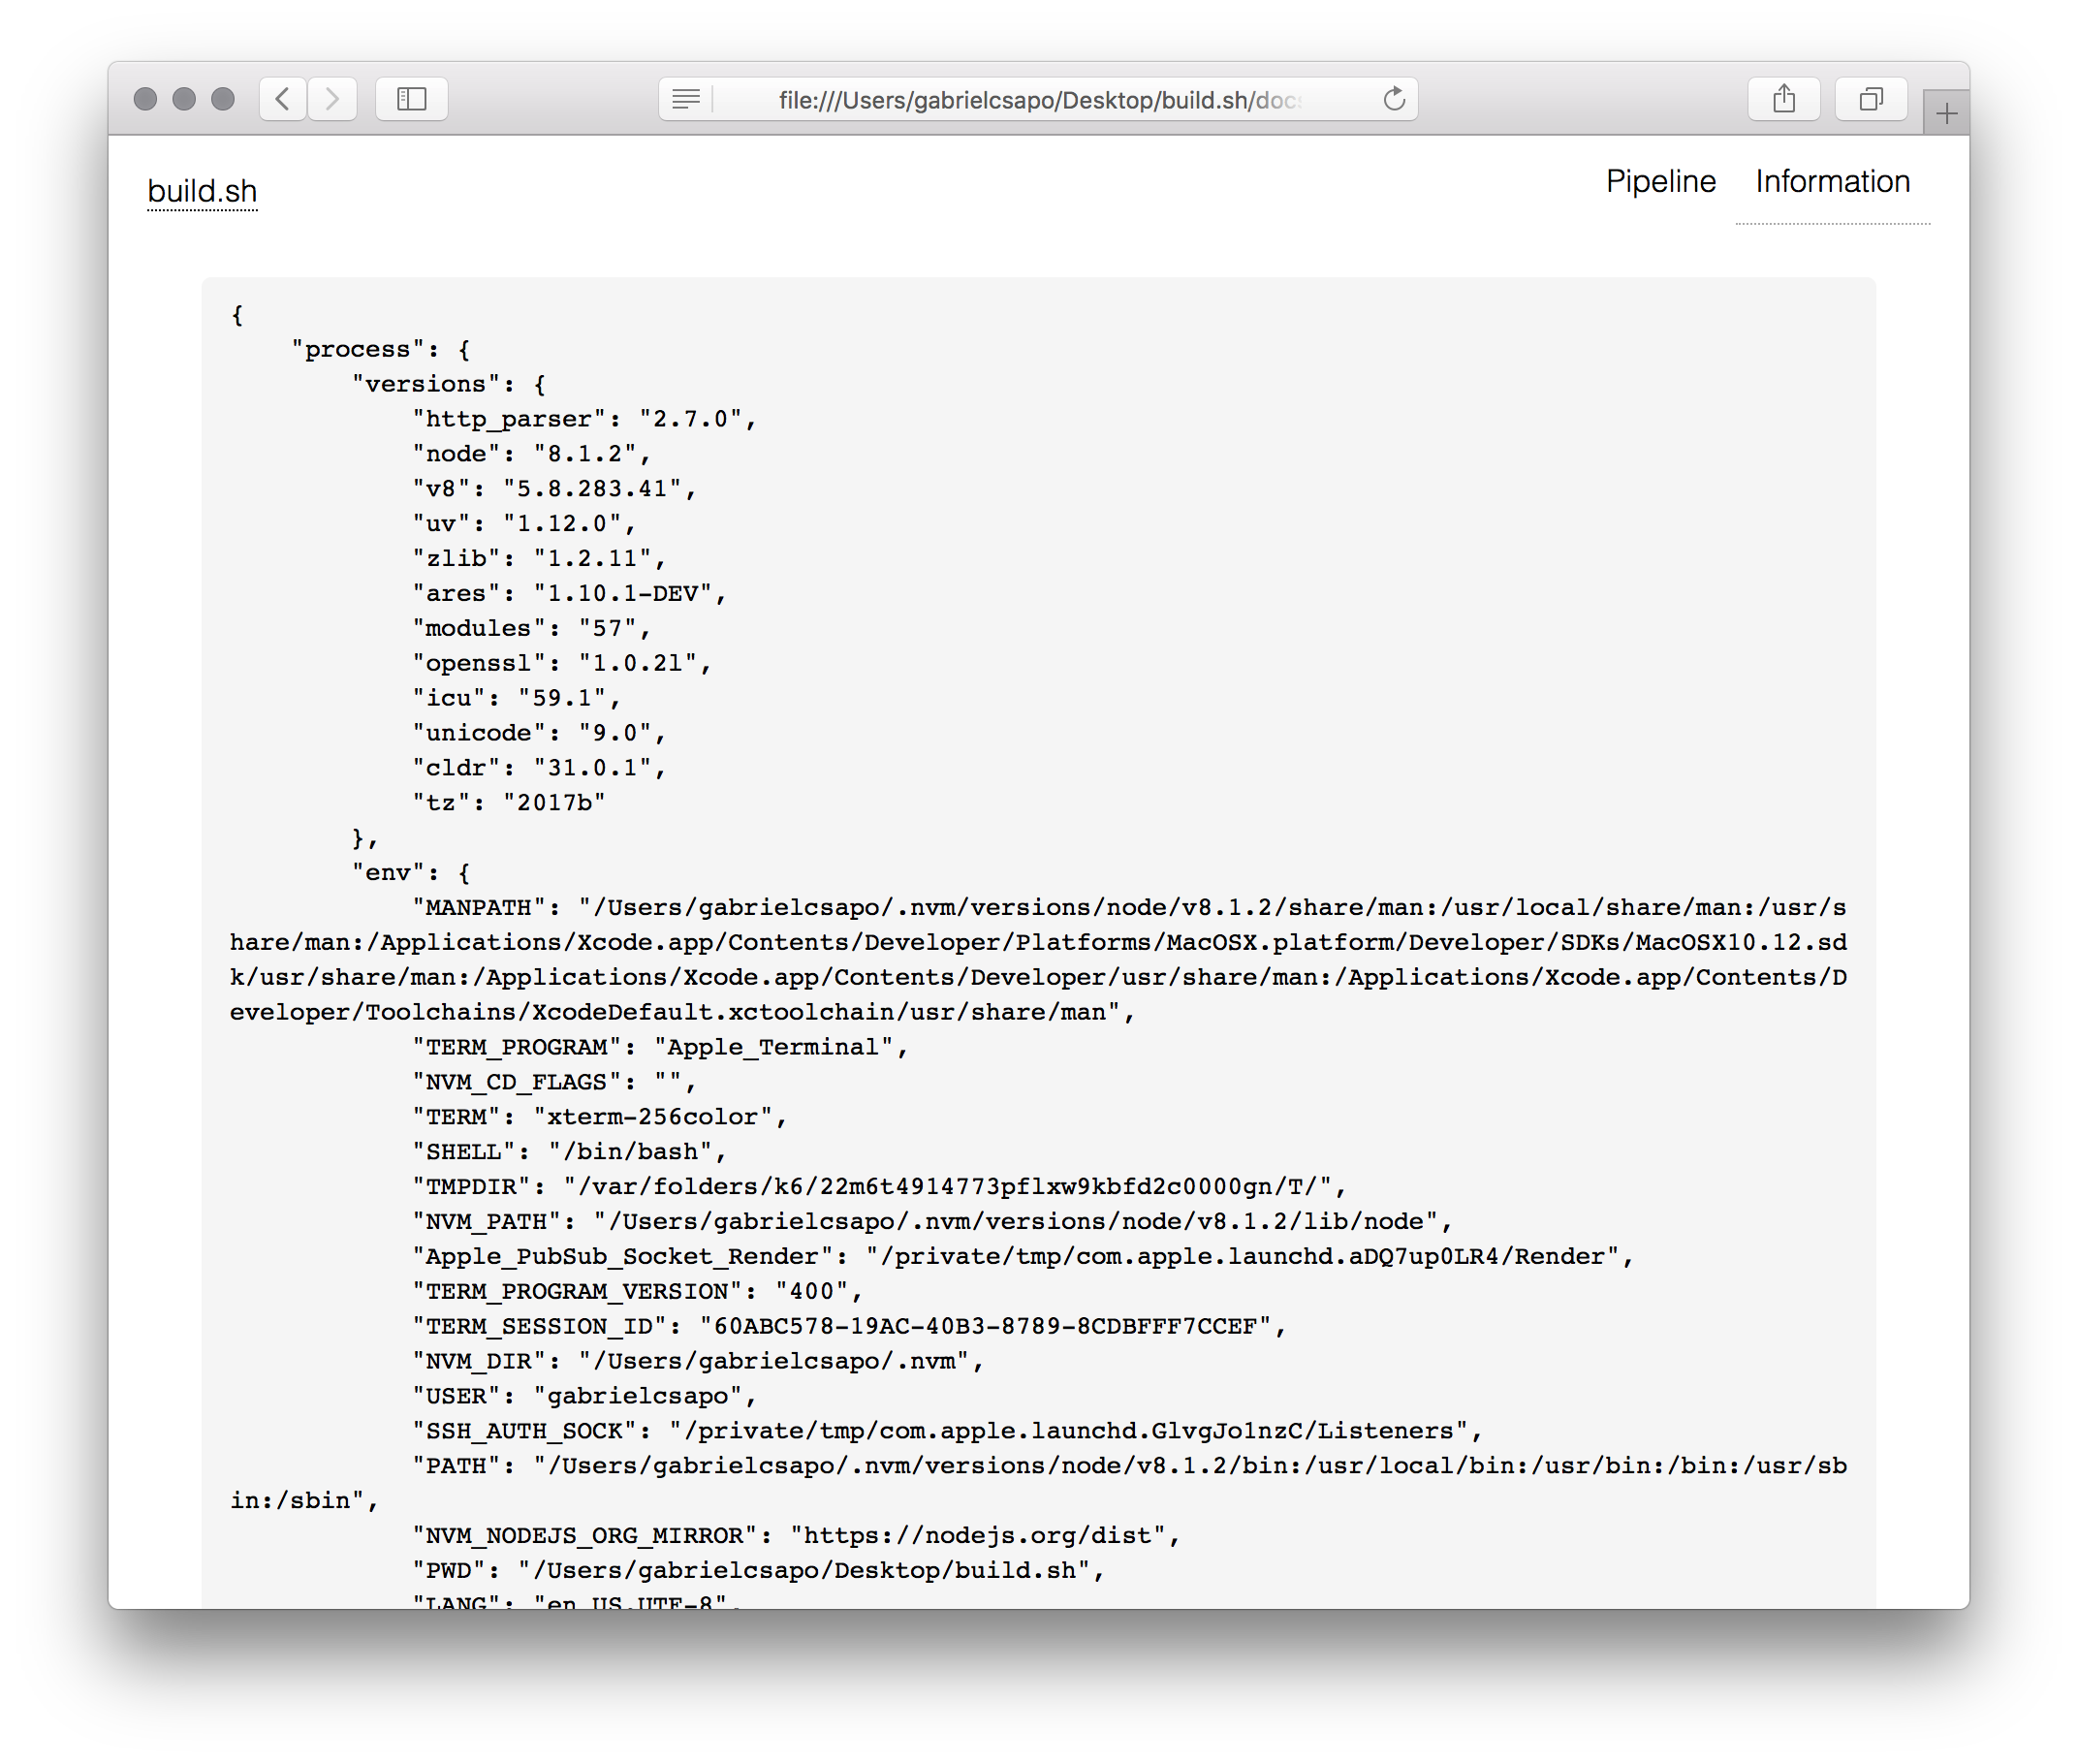 file:///Users/gabrielcsapo/Desktop/build.sh/docs
build.sh
Pipeline Information
{
"process": {
"versions": {
"http_parser": "2.7.0",
"node": "8.1.2",
"v8": "5.8.283.41",
"uv": "1.12.0",
"zlib": "1.2.11",
"ares": "1.10.1-DEV",
"modules": "57",
"openssl": "1.0.2l",
"icu": "59.1",
"unicode": "9.0",
"cldr": "31.0.1",
"tz": "2017b"
},
"env": {
"MANPATH": "/Users/gabrielcsapo/.nvm/versions/node/v8.1.2/share/man:/usr/local/share/man:/usr/s
hare/man:/Applications/Xcode.app/Contents/Developer/Platforms/MacOSX.platform/Developer/SDKs/MacOSX10.12.sd
k/usr/share/man:/Applications/Xcode.app/Contents/Developer/usr/share/man:/Applications/Xcode.app/Contents/D
eveloper/Toolchains/XcodeDefault.xctoolchain/usr/share/man",
"TERM_PROGRAM": "Apple_Terminal",
"NVM_CD_FLAGS": "",
"TERM": "xterm-256color",
"SHELL": "/bin/bash",
"TMPDIR": "/var/folders/k6/22m6t4914773pflxw9kbfd2c0000gn/T/",
"NVM_PATH": "/Users/gabrielcsapo/.nvm/versions/node/v8.1.2/lib/node",
"Apple_PubSub_Socket_Render": "/private/tmp/com.apple.launchd.aDQ7up0LR4/Render",
"TERM_PROGRAM_VERSION": "400",
"TERM_SESSION_ID": "60ABC578-19AC-40B3-8789-8CDBFFF7CCEF",
"NVM_DIR": "/Users/gabrielcsapo/.nvm",
"USER": "gabrielcsapo",
"SSH_AUTH_SOCK": "/private/tmp/com.apple.launchd.GlvgJo1nzC/Listeners",
"PATH": "/Users/gabrielcsapo/.nvm/versions/node/v8.1.2/bin:/usr/local/bin:/usr/bin:/bin:/usr/sb
in:/sbin",
"NVM_NODEJS_ORG_MIRROR": "https://nodejs.org/dist",
"PWD": "/Users/gabrielcsapo/Desktop/build.sh",
"LANG": "en_US.UTF-8",